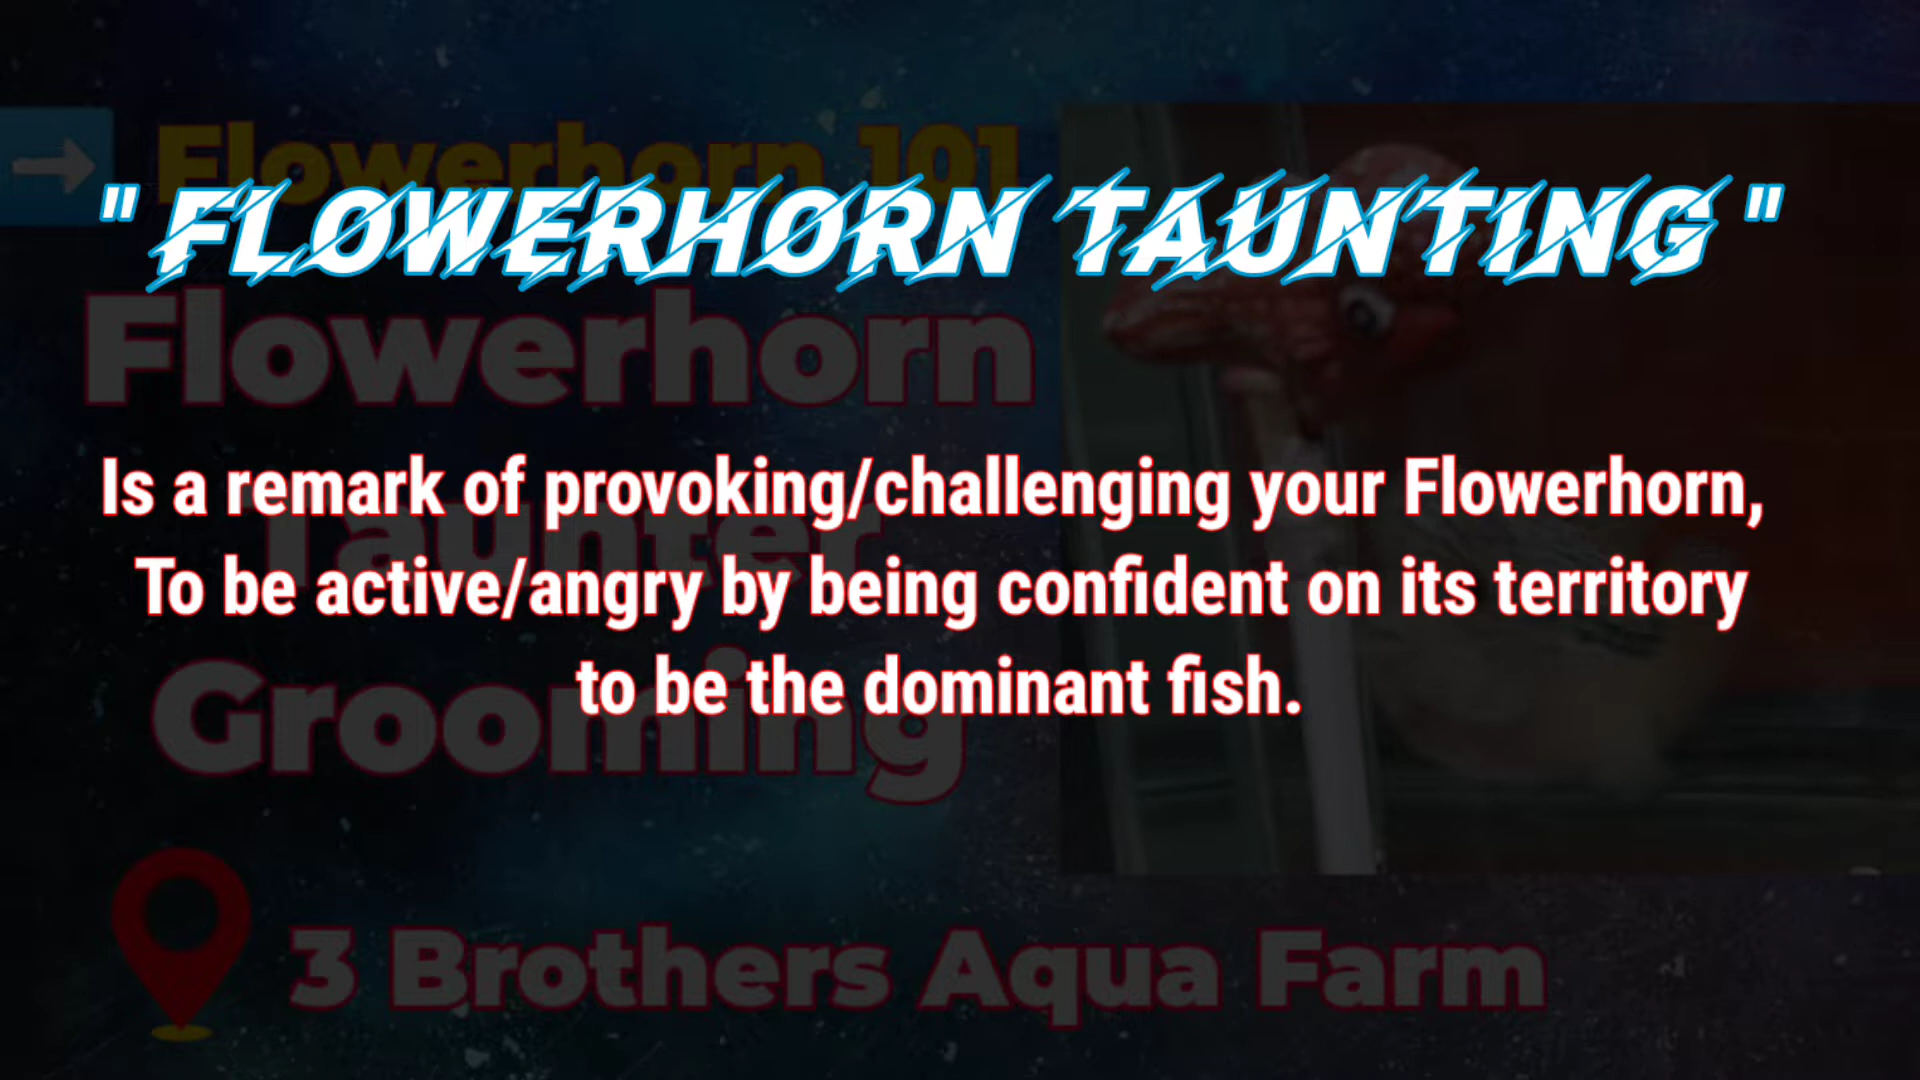 Flowerhorn 101
" FLOWERHORN TAUNTING "
Flowerhorn
Is a remark of provoking/challenging your Flowerhorn,
Taunter
To be active/angry by being confident on its territory
Grooming
to be the dominant fish.
3 Brothers Aqua Farm